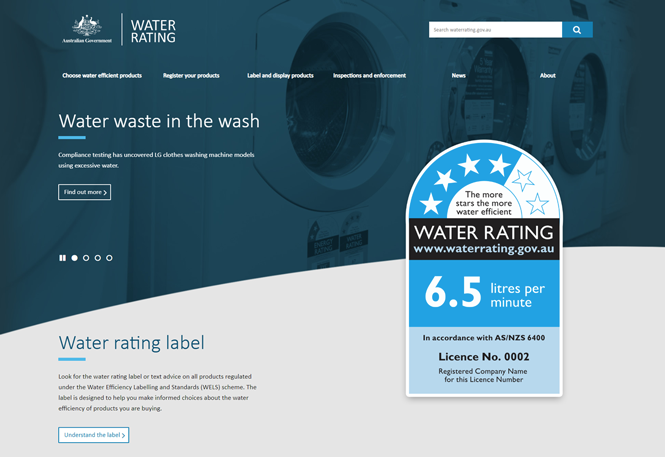 Australian Government
WATER
RATING
Search waterrating.gov.au
Choose water efficient products
Register your products
Label and display products
Inspections and enforcement
News
About
Water waste in the wash
Compliance testing has uncovered LG clothes washing machine models
using excessive water.
Find out more
Water rating label
Look for the water rating label or text advice on all products regulated
under the Water Efficiency Labelling and Standards (WELS) scheme. The
label is designed to help you make informed choices about the water
efficiency of products you are buying.
Understand the label
The more
stars the more
water efficient
WATER RATING
www.waterrating.gov.au
6.5 litres per
minute
In accordance with AS/NZS 6400
Licence No. 0002
Registered Company Name
for this Licence Number